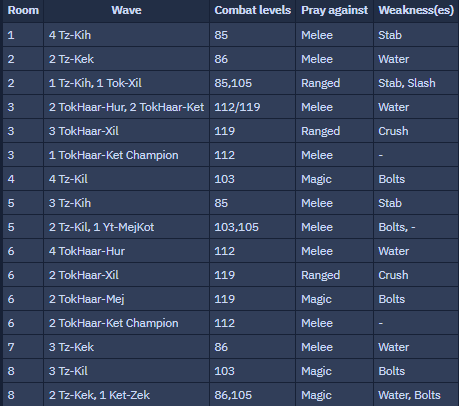 Room Wave Combat levels Pray against Weakness(es)
1 4 Tz-Kih 85 Melee Stab
2 2 Tz-Kek 86 Melee Water
2 1 Tz-Kih, 1 Tok-Xil 85,105 Ranged Stab, Slash
3 2 TokHaar-Hur, 2 TokHaar-Ket 112/119 Melee Water
3 3 TokHaar-Xil 119 Ranged Crush
3 1 TokHaar-Ket Champion 112 Melee -
4 4 Tz-Kil 103 Magic Bolts
5 3 Tz-Kih 85 Melee Stab
5 2 Tz-Kil, 1 Yt-MejKot 103,105 Melee Bolts, -
6 4 TokHaar-Hur 112 Melee Water
6 2 TokHaar-Xil 119 Ranged Crush
6 2 TokHaar-Mej 119 Magic Bolts
6 2 TokHaar-Ket Champion 112 Melee -
7 3 Tz-Kek 86 Melee Water
8 3 Tz-Kil 103 Magic Bolts
8 2 Tz-Kek, 1 Ket-Zek 86,105 Magic Water, Bolts